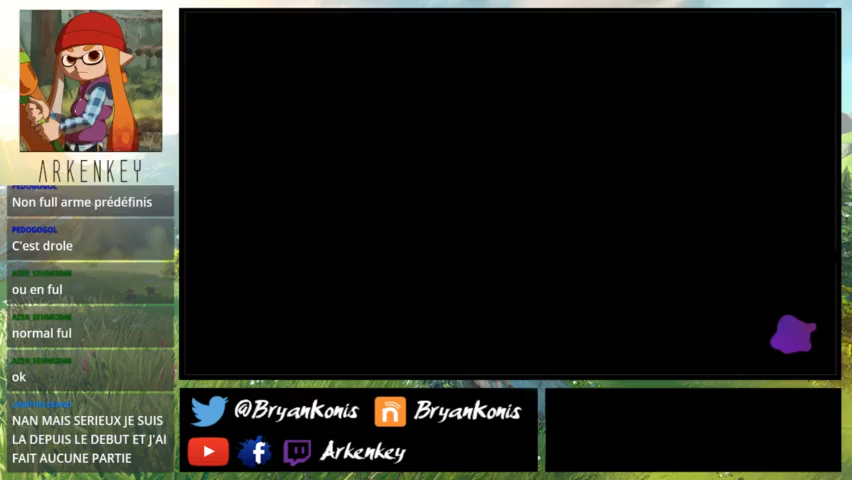 ARKENKEY
PEDOGOGOL
Non full arme prédéfinis
PEDOGOGOL
C'est drole
ou en ful
normal ful
ok
NAN MAIS SERIEUX JE SUIS
LA DEPUIS LE DEBUT ET J'AI
FAIT AUCUNE PARTIE
@BryanKonis
BryanKonis
Arkenkey